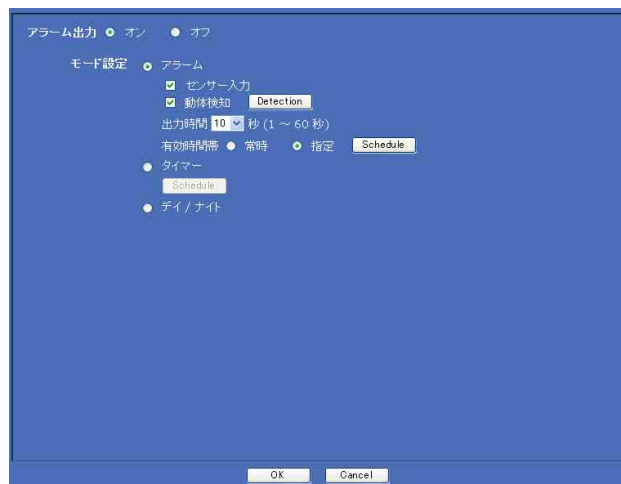 アラーム出力 オン オフ
モード設定 アラーム
センサー入力
動体検知 Detection
出力時間 10 秒 (1 ～ 60 秒)
有効時間帯 常時 指定 Schedule
タイマー
Schedule
デイ / ナイト
OK Cancel